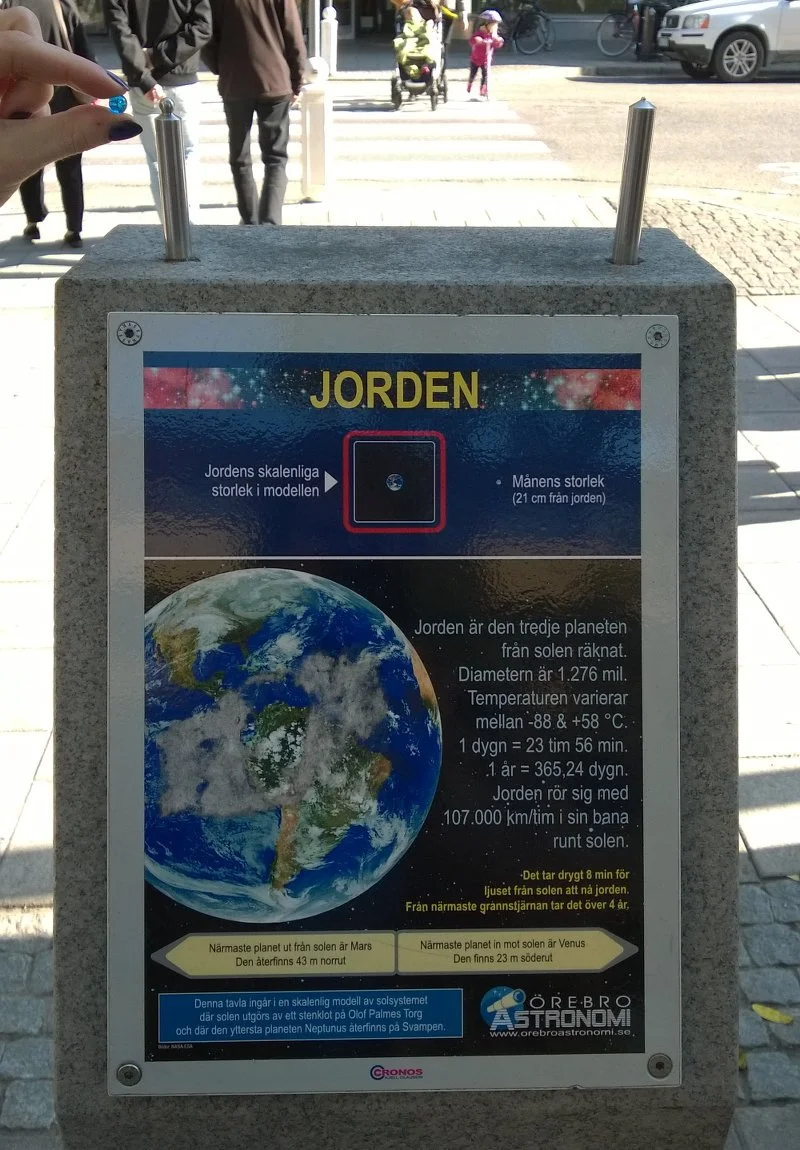 JORDEN
Jordens skalenliga
storlek i modellen
Månens storlek
(21 cm från jorden)
Jorden är den tredje planeten
från solen räknat.
Diametern är 1.276 mil.
Temperaturen varierar
mellan -88 & +58 °C.
1 dygn = 23 tim 56 min.
1 år = 365,24 dygn.
Jorden rör sig med
107.000 km/tim i sin bana
runt solen.
Det tar drygt 8 min för
ljuset från solen att nå jorden.
Från närmaste grannstjärnan tar det över 4 år.
Närmaste planet ut från solen är Mars
Den återfinns 43 m norrut
Närmaste planet in mot solen är Venus
Den finns 23 m söderut
Denna tavla ingår i en skalenlig modell av solsystemet
där solen utgörs av ett stenklot på Olof Palmes Torg
och där den yttersta planeten Neptunus återfinns på Svampen.
ÖREBRO
ASTRONOMI
www.orebroastronomi.se
CRONOS